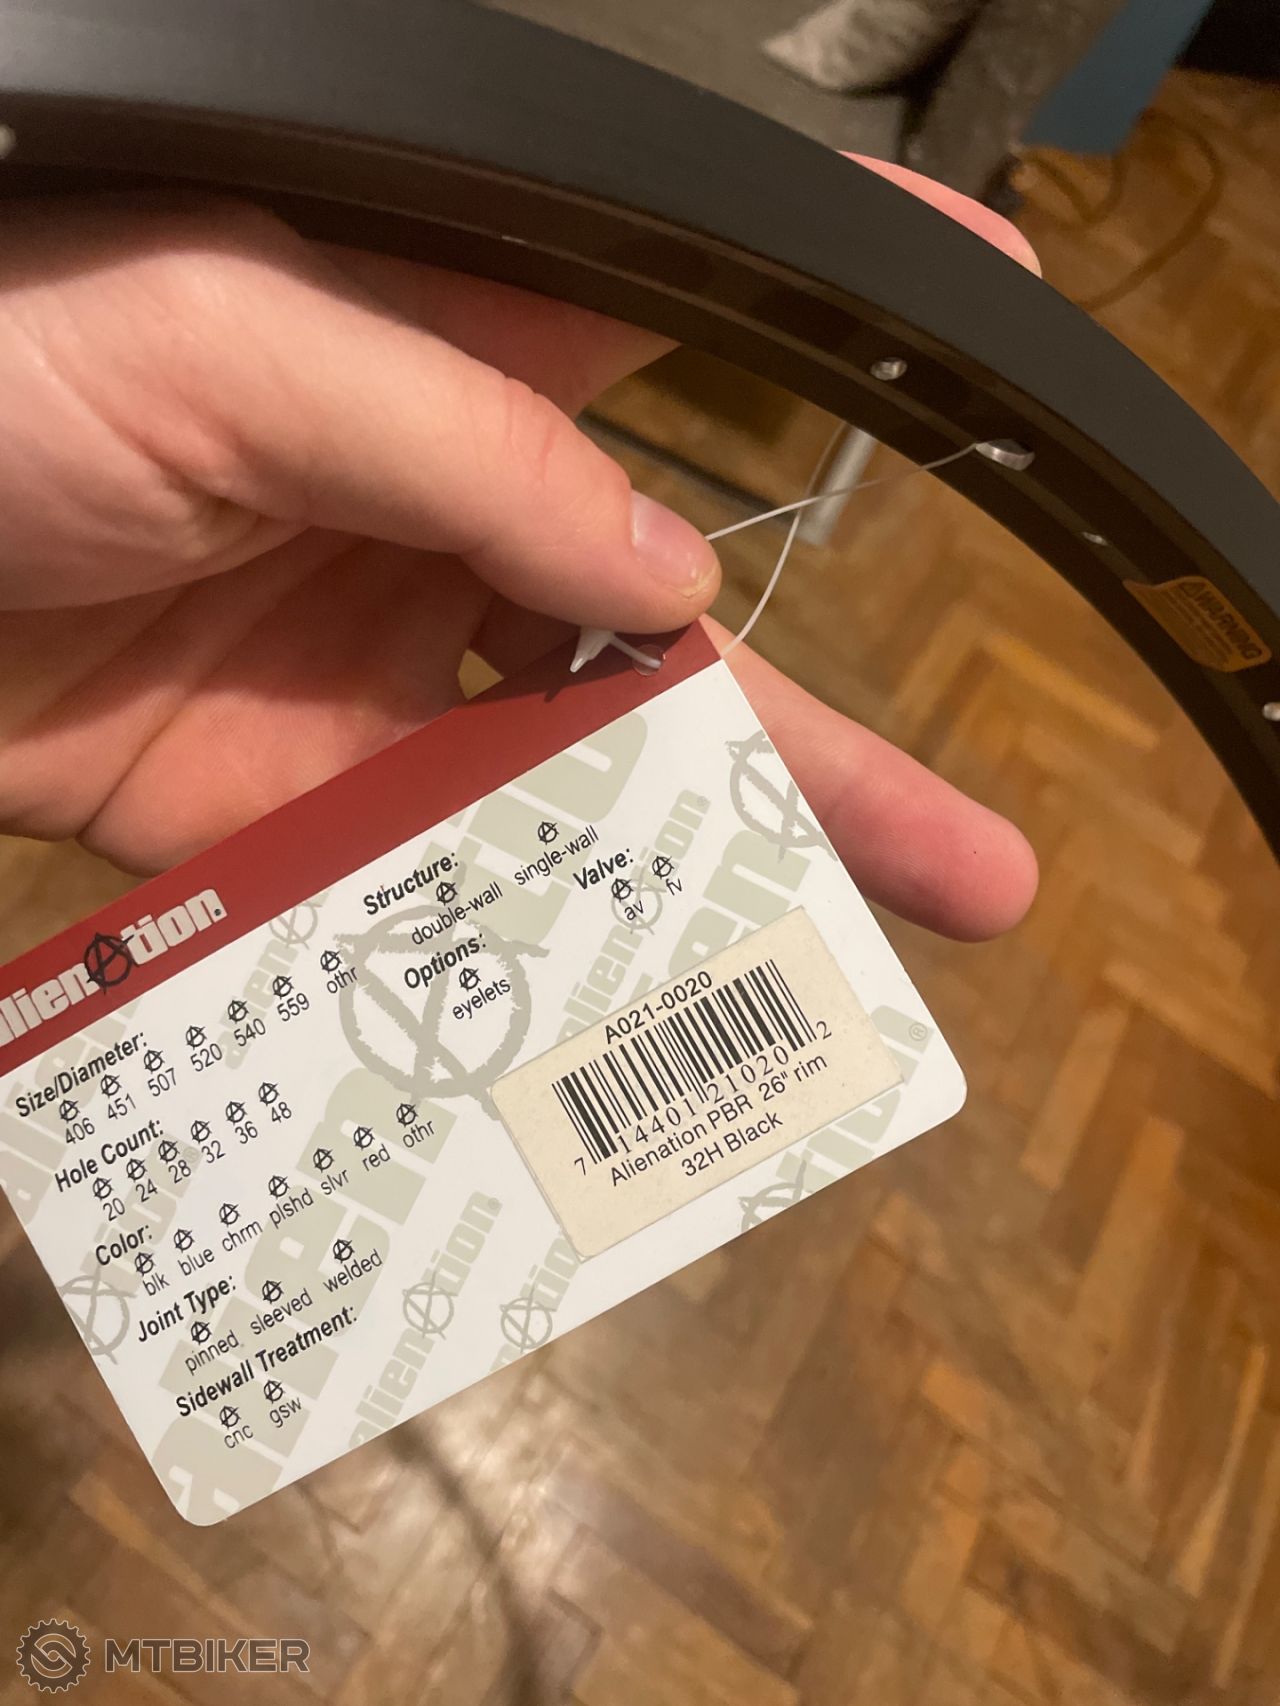 alienAtion.
Size/Diameter:
406 451 507 520 540 559 othr
Hole Count:
20 24 28 32 36 48
Color:
blk blue chrm plshd slvr red othr
Joint Type:
pinned sleeved welded
Sidewall Treatment:
cnc gsw
Structure:
double-wall single-wall
Options:
eyelets
Valve:
av fv
A021-0020
7 14401 21020 2
Alienation PBR 26" rim
32H Black
WARNING
MTBIKER